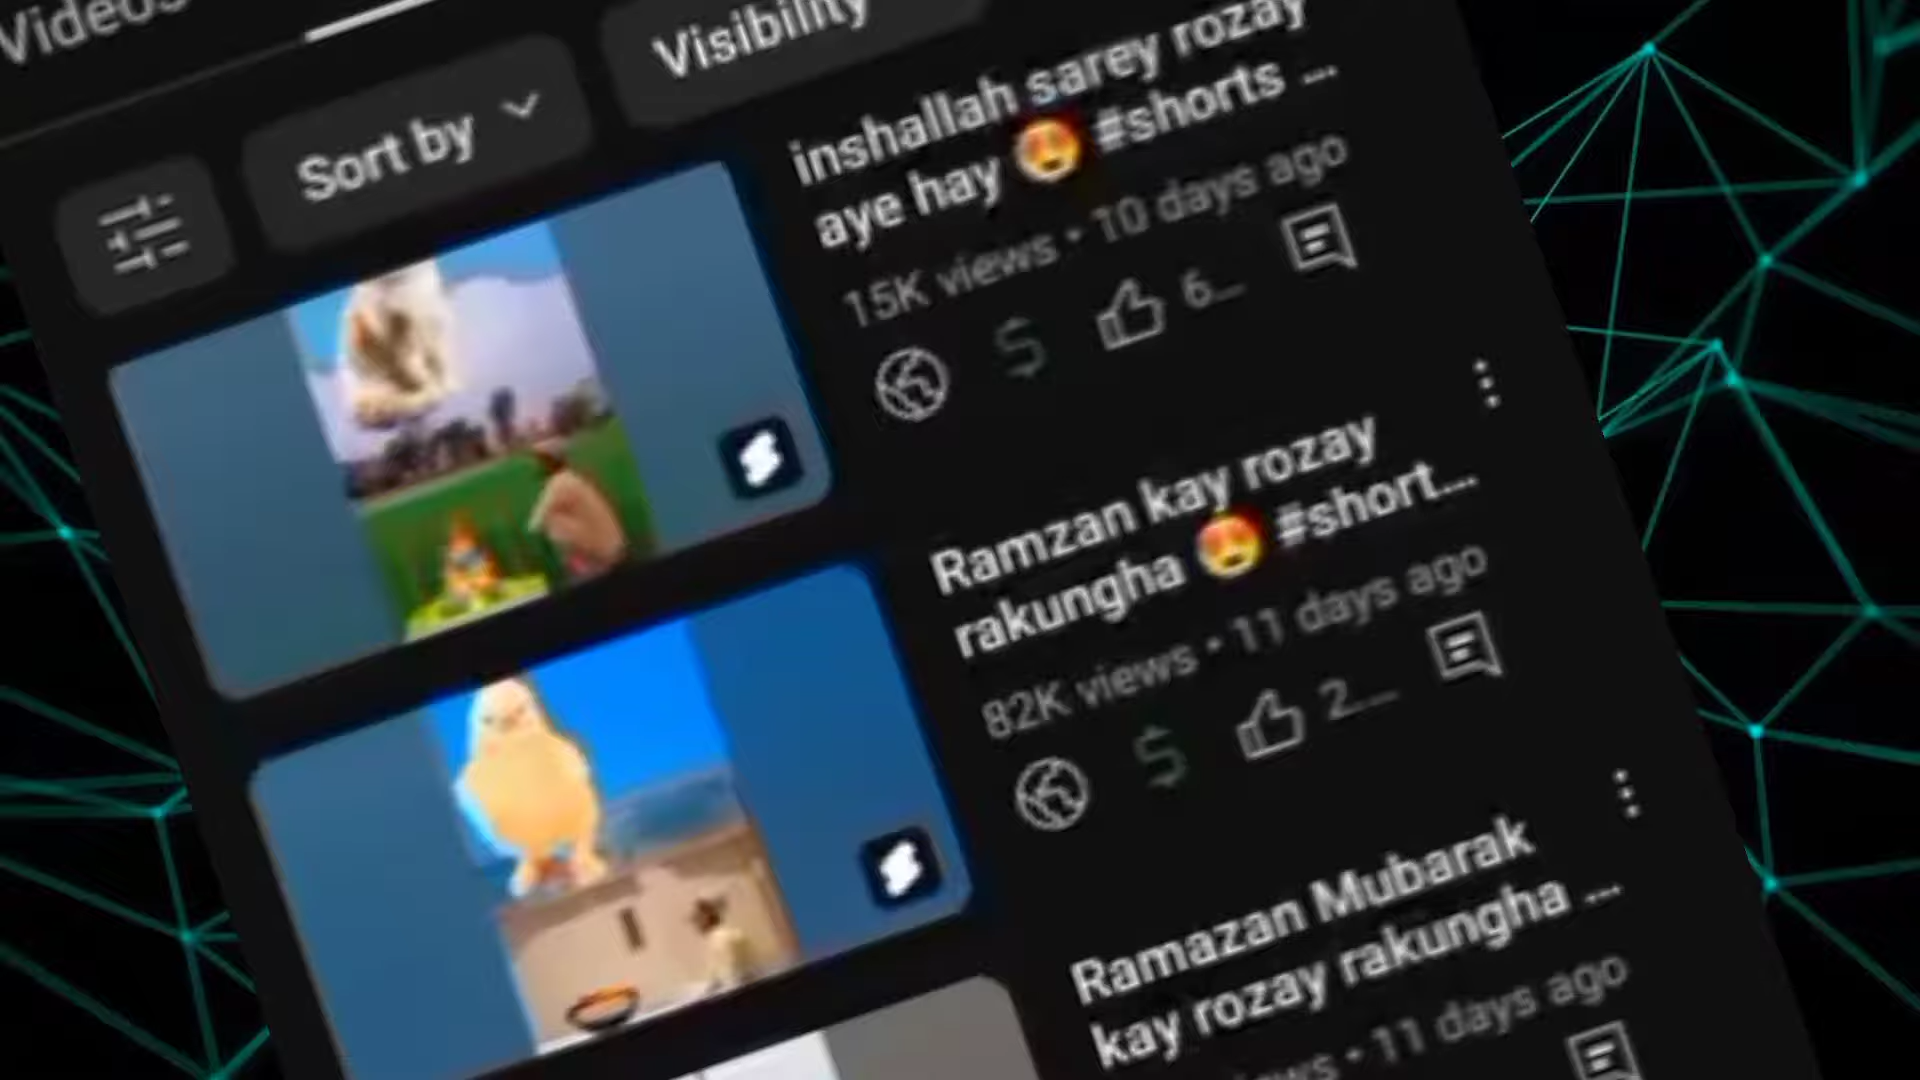 Videos
Sort by
Visibility
inshallah sarey rozay
aye hay 😍 #shorts ...
15K views • 10 days ago
$ 6...
Ramzan kay rozay
rakungha 😍 #short...
82K views • 11 days ago
$ 2...
Ramazan Mubarak
kay rozay rakungha ...
views • 11 days ago